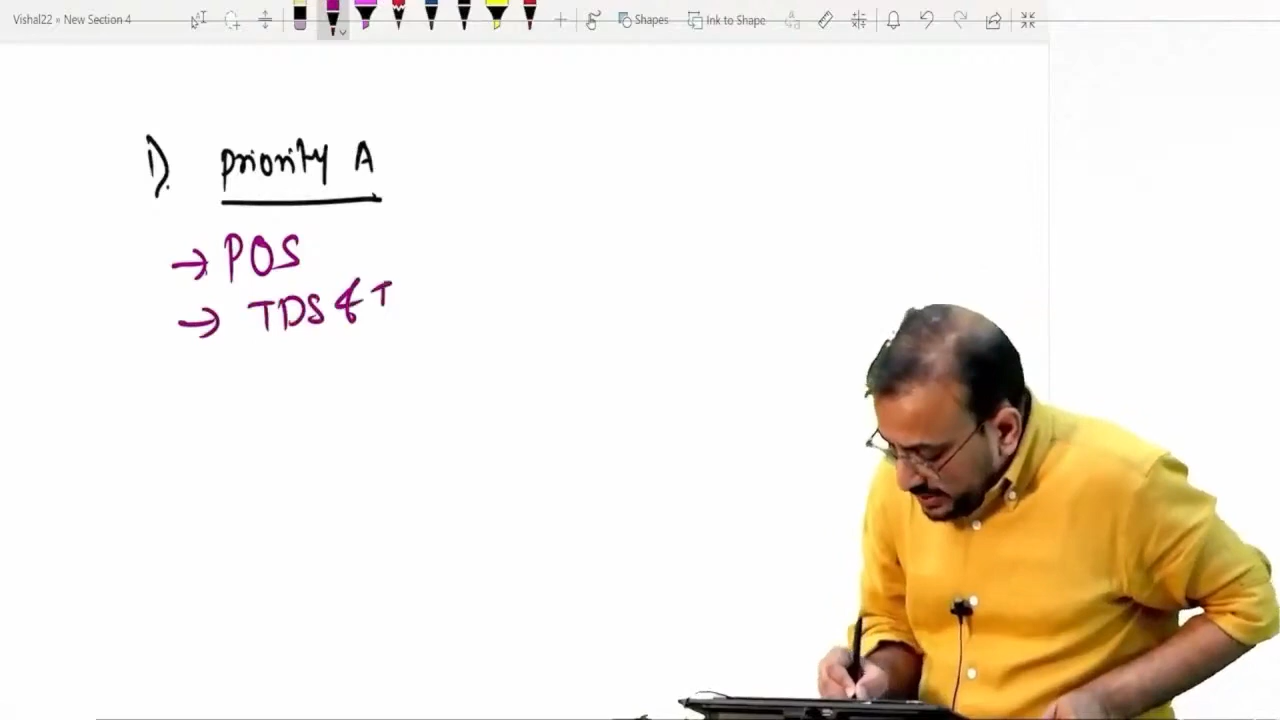 Vishal22 » New Section 4
Shapes
Ink to Shape
1). Priority A
→ POS
→ TDS & T